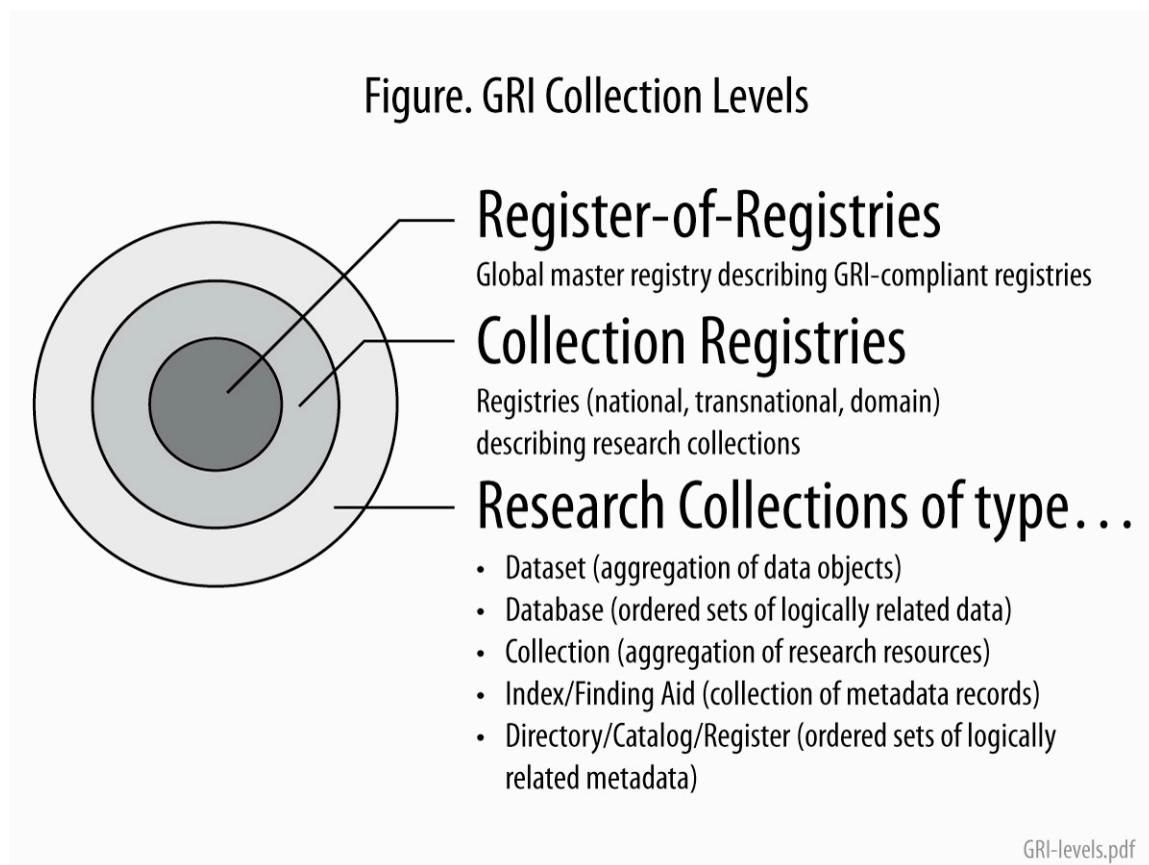 Figure. GRI Collection Levels
Register-of-Registries
Global master registry describing GRI-compliant registries
Collection Registries
Registries (national, transnational, domain)
describing research collections
Research Collections of type…
• Dataset (aggregation of data objects)
• Database (ordered sets of logically related data)
• Collection (aggregation of research resources)
• Index/Finding Aid (collection of metadata records)
• Directory/Catalog/Register (ordered sets of logically
related metadata)
GRI-levels.pdf